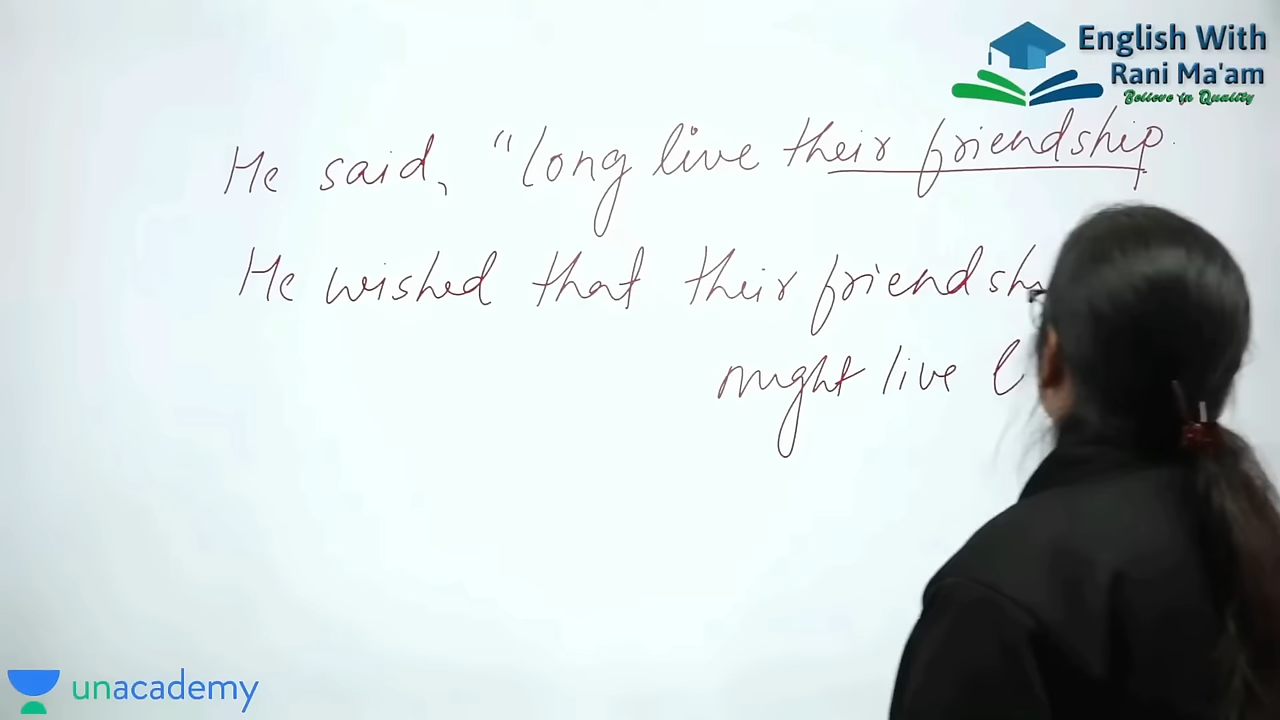 English With
Rani Ma'am
Believe in Quality
He said, "long live their friendship.
He wished that their
might live
unacademy